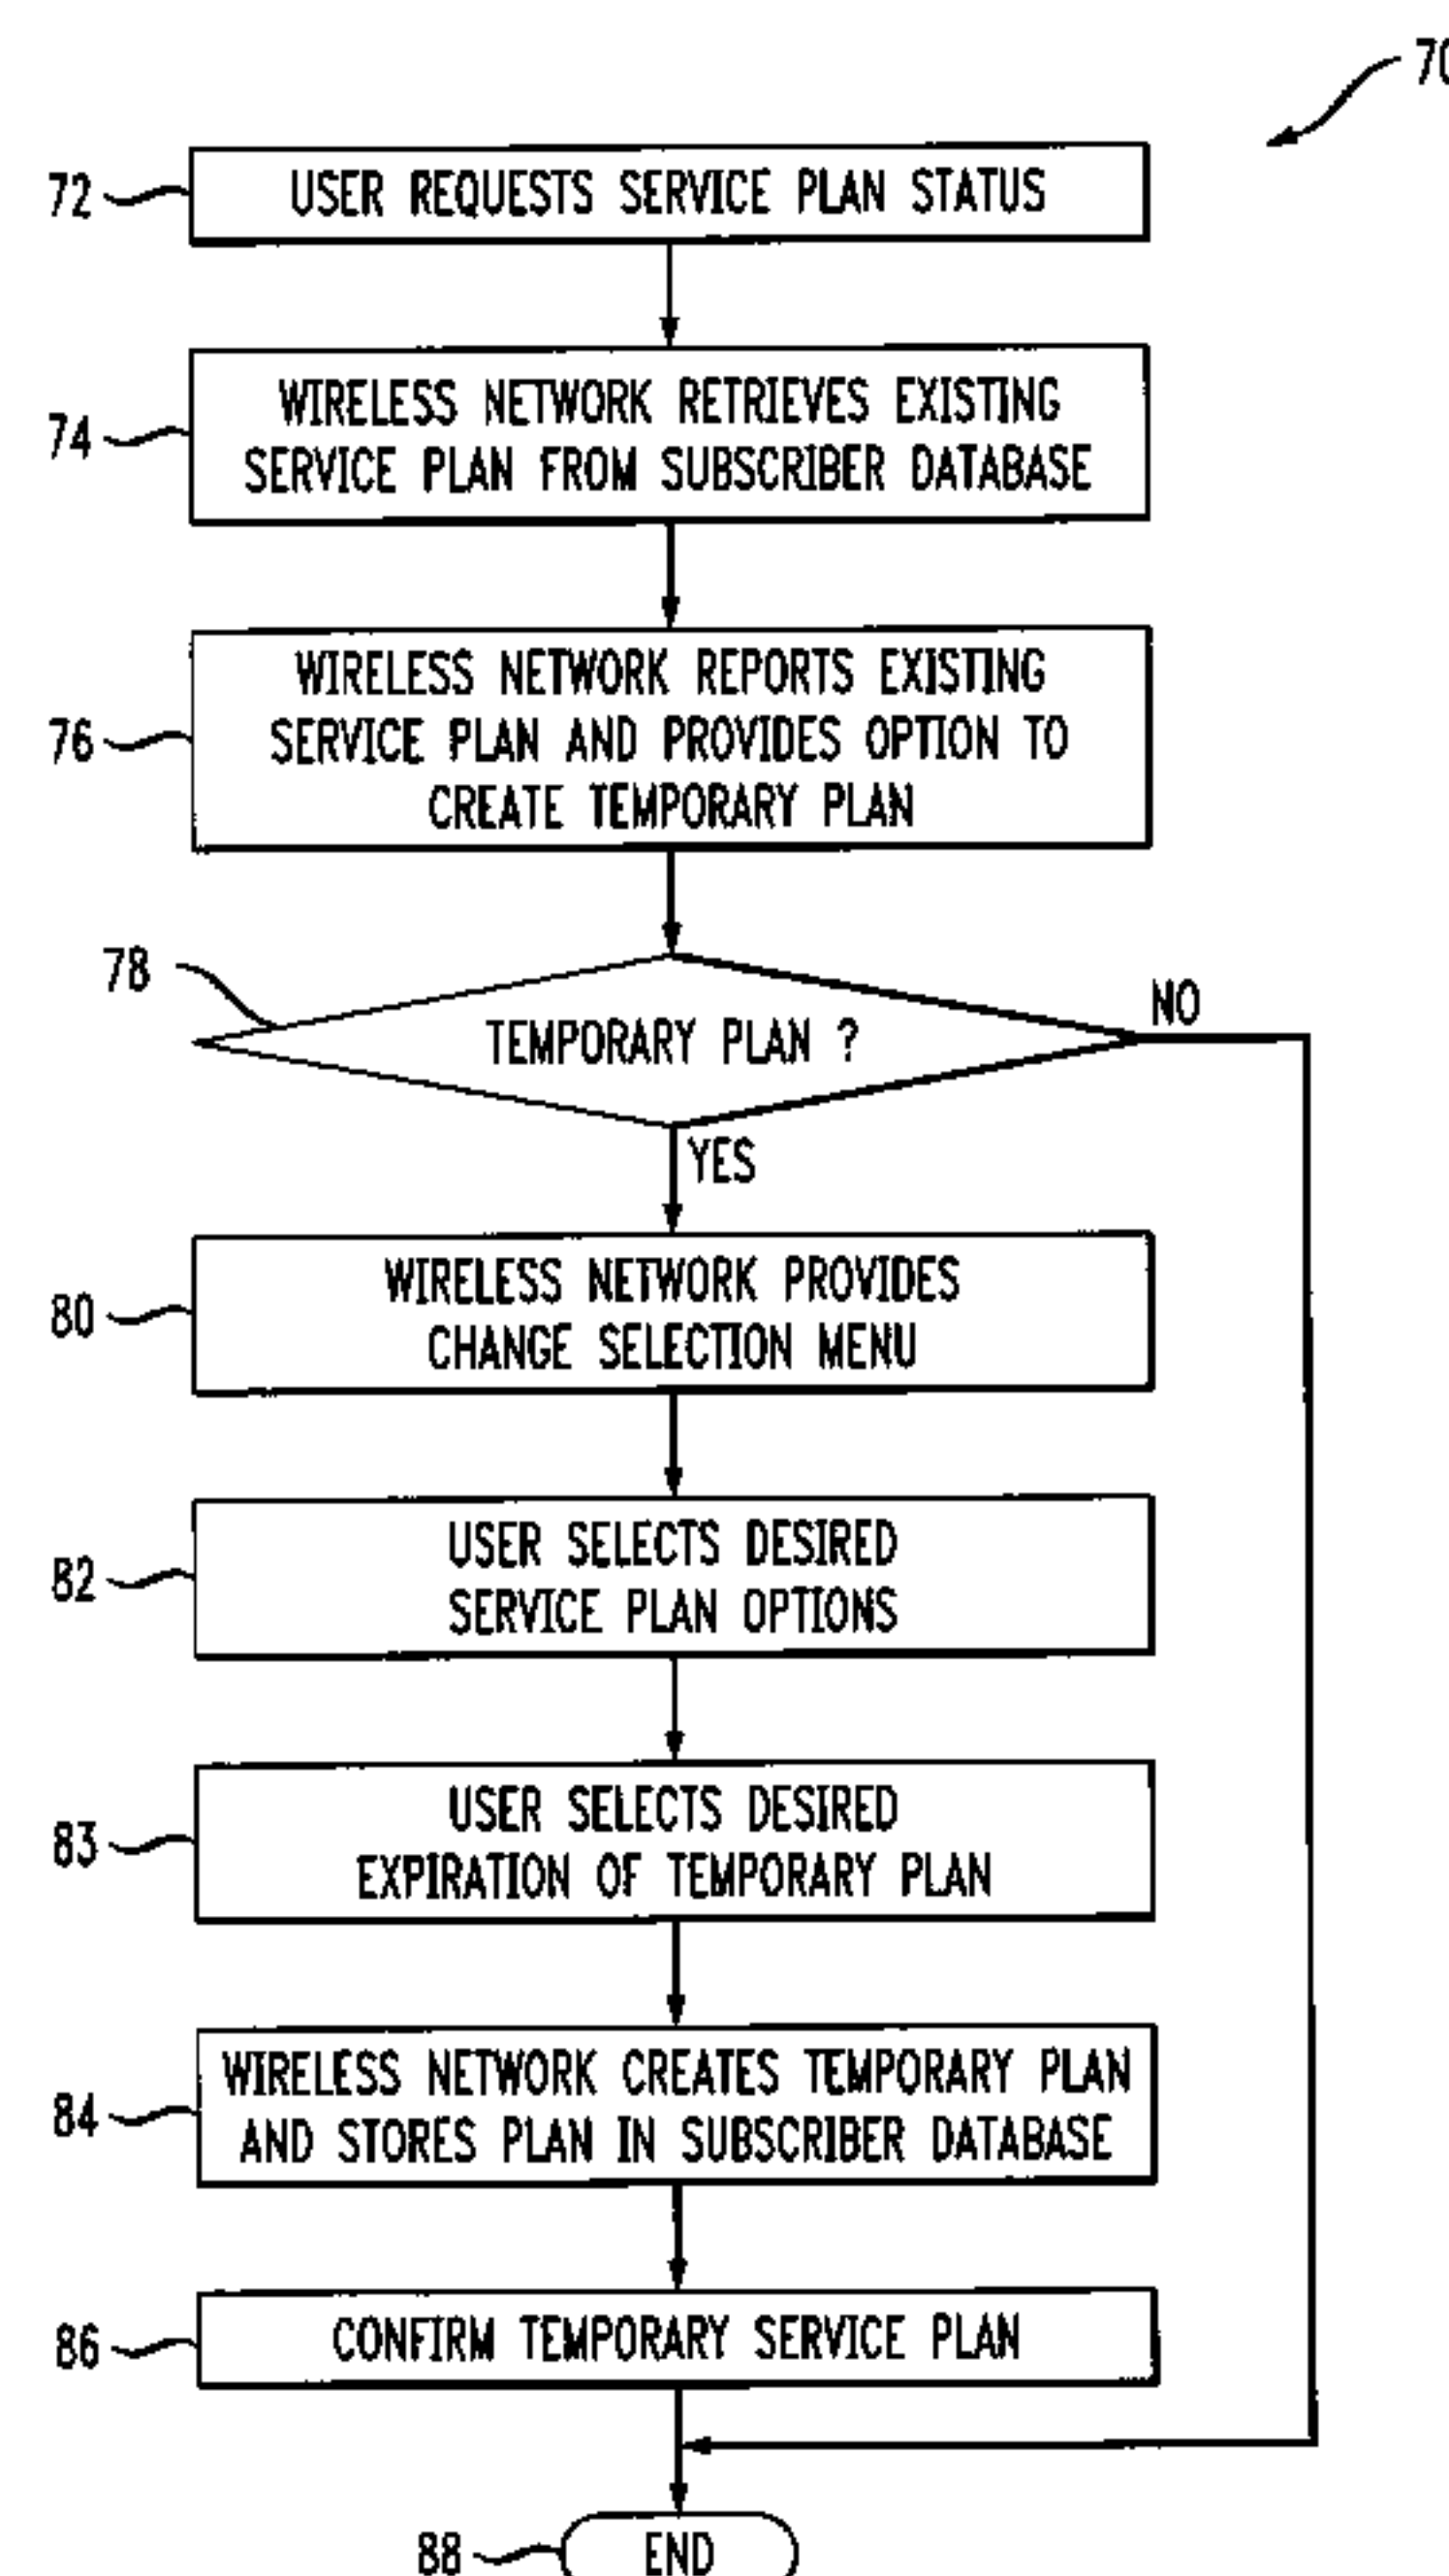 70
72
USER REQUESTS SERVICE PLAN STATUS
74
WIRELESS NETWORK RETRIEVES EXISTING
SERVICE PLAN FROM SUBSCRIBER DATABASE
76
WIRELESS NETWORK REPORTS EXISTING
SERVICE PLAN AND PROVIDES OPTION TO
CREATE TEMPORARY PLAN
78
TEMPORARY PLAN ?
NO
YES
80
WIRELESS NETWORK PROVIDES
CHANGE SELECTION MENU
82
USER SELECTS DESIRED
SERVICE PLAN OPTIONS
83
USER SELECTS DESIRED
EXPIRATION OF TEMPORARY PLAN
84
WIRELESS NETWORK CREATES TEMPORARY PLAN
AND STORES PLAN IN SUBSCRIBER DATABASE
86
CONFIRM TEMPORARY SERVICE PLAN
88
END